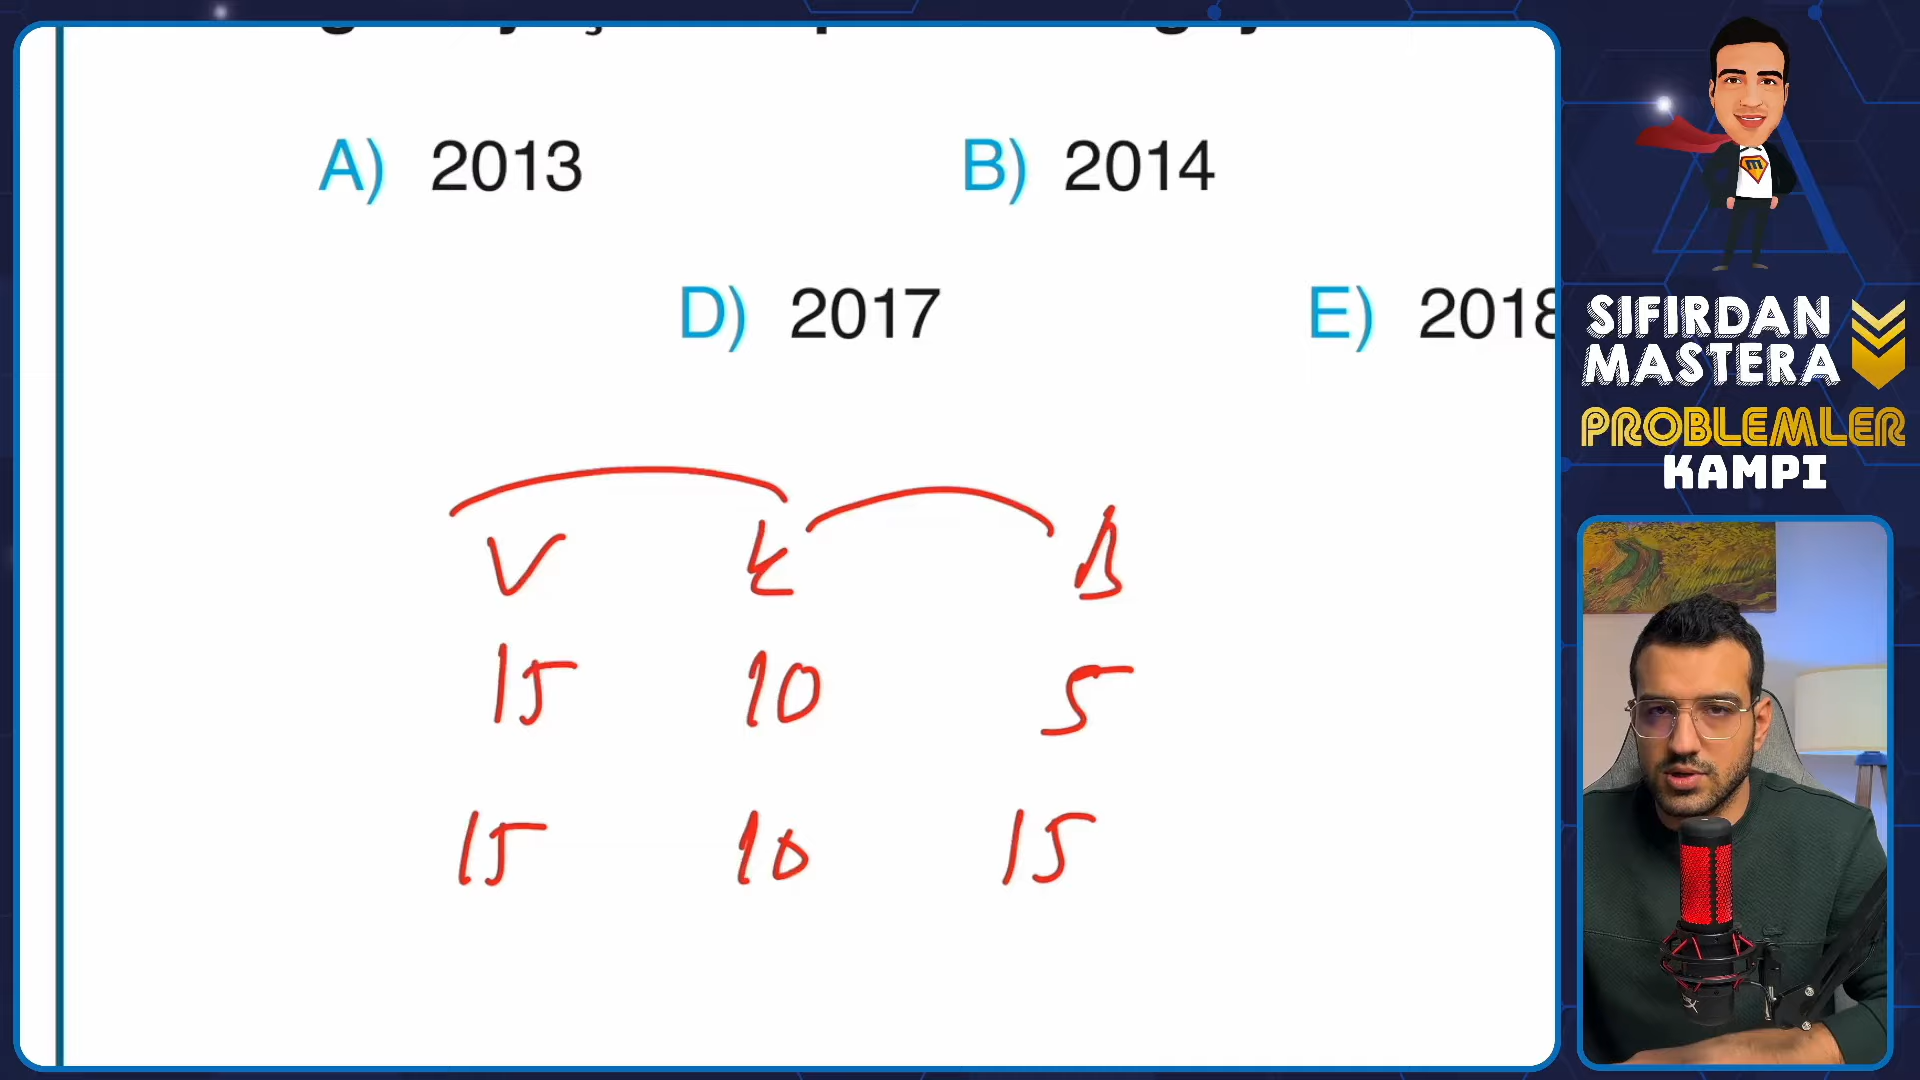 A) 2013
B) 2014
D) 2017
E) 2018
V K B
15 10 5
15 10 15
SIFIRDAN
MASTERA
PROBLEMLER
KAMPI